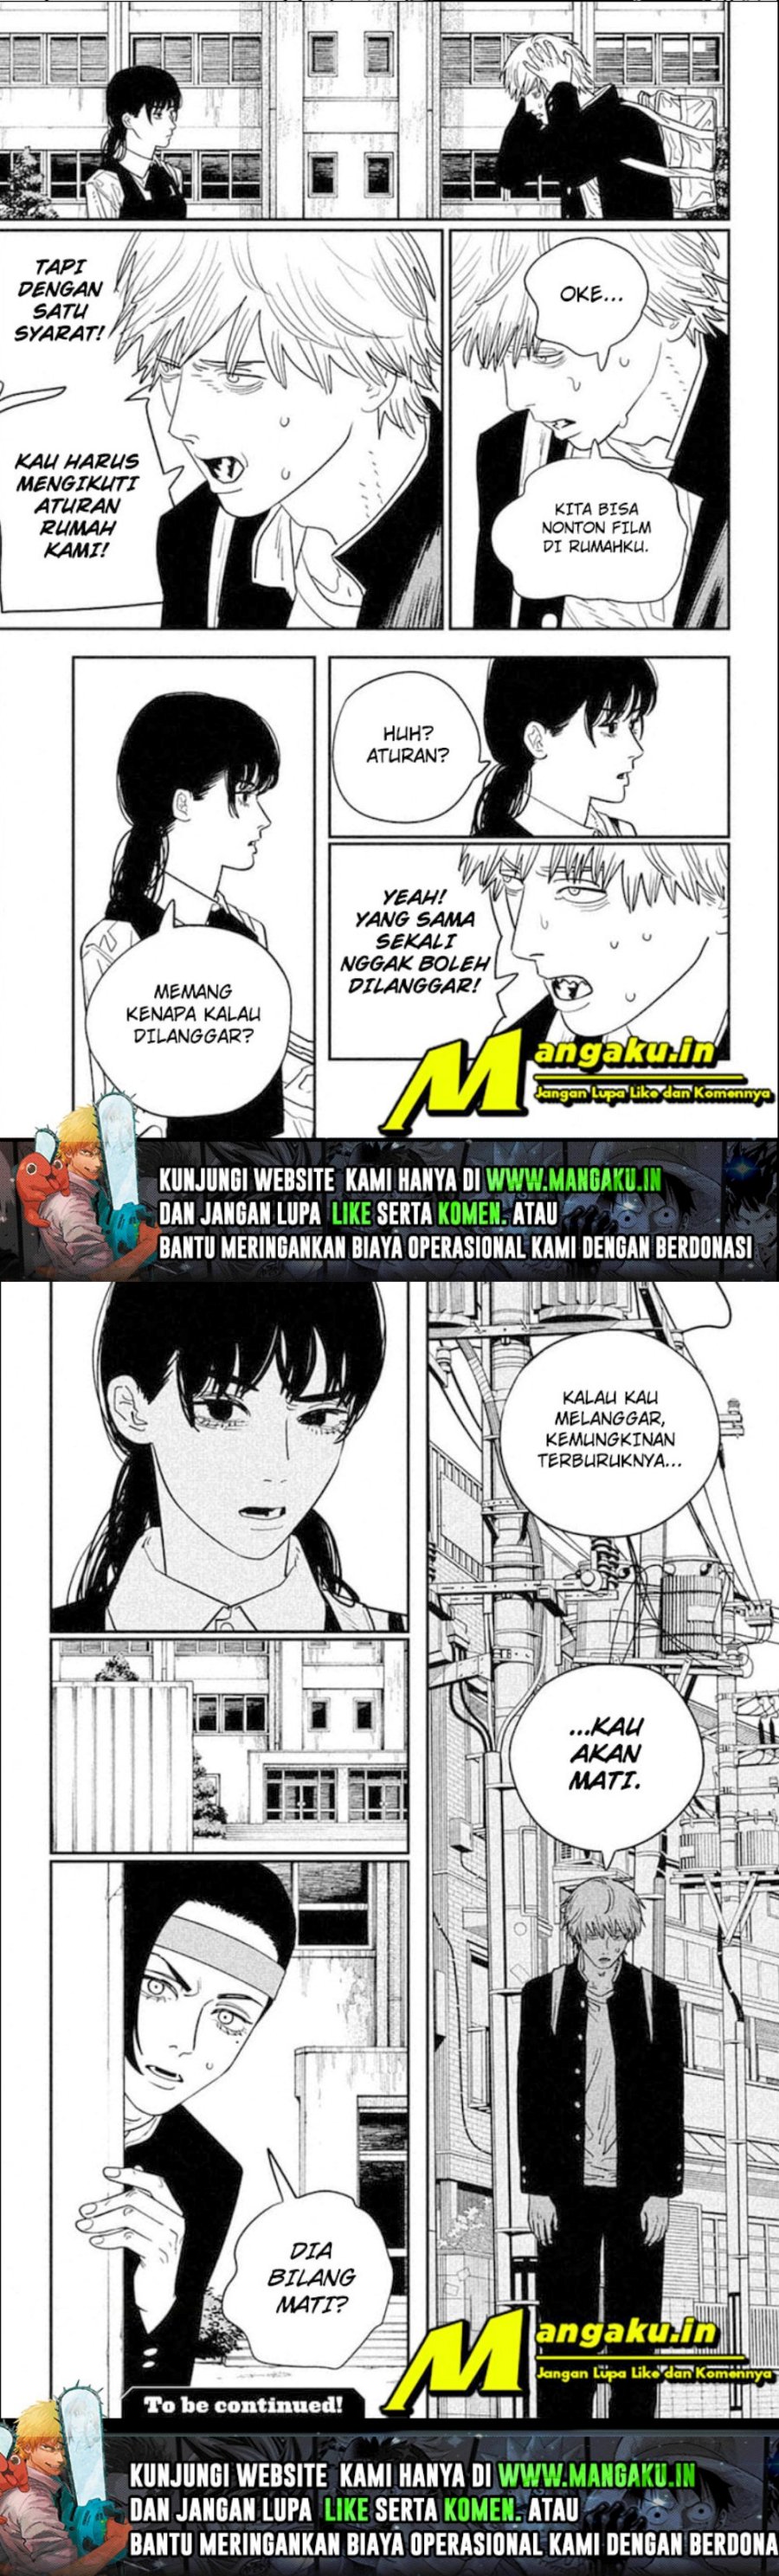 OKE...
KITA BISA
NONTON FILM
DI RUMAHKU.
TAPI
DENGAN
SATU
SYARAT!
KAU HARUS
MENGIKUTI
ATURAN
RUMAH
KAMI!
HUH?
ATURAN?
YEAH!
YANG SAMA
SEKALI
NGGAK BOLEH
DILANGGAR!
MEMANG
KENAPA KALAU
DILANGGAR?
Mangaku.in
Jangan Lupa Like dan Komennya
KUNJUNGI WEBSITE KAMI HANYA DI WWW.MANGAKU.IN
DAN JANGAN LUPA LIKE SERTA KOMEN. ATAU
BANTU MERINGANKAN BIAYA OPERASIONAL KAMI DENGAN BERDONASI
KALAU KAU
MELANGGAR,
KEMUNGKINAN
TERBURUKNYA...
...KAU
AKAN
MATI.
DIA
BILANG
MATI?
To be continued!
Mangaku.in
Jangan Lupa Like dan Komennya
KUNJUNGI WEBSITE KAMI HANYA DI WWW.MANGAKU.IN
DAN JANGAN LUPA LIKE SERTA KOMEN. ATAU
BANTU MERINGANKAN BIAYA OPERASIONAL KAMI DENGAN BERDONA